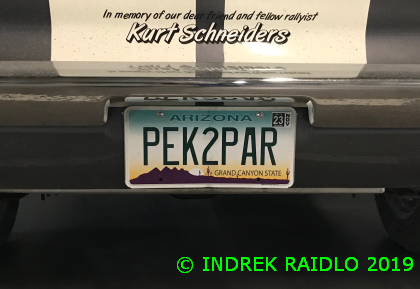 In memory of our dear friend and fellow rallyist
Kurt Schneiders
ARIZONA
23
NOV
PEK2PAR
GRAND CANYON STATE
© INDREK RAIDLO 2019